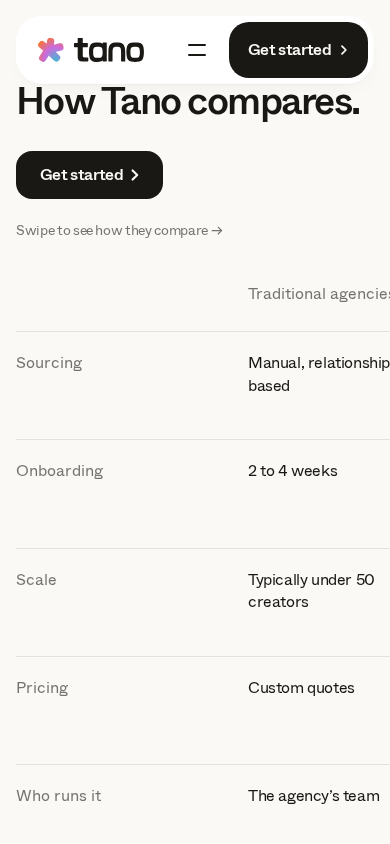 tano
Get started
How Tano compares.
Get started
Swipe to see how they compare →
Traditional agencies
Sourcing
Manual, relationship
based
Onboarding
2 to 4 weeks
Scale
Typically under 50
creators
Pricing
Custom quotes
Who runs it
The agency’s team